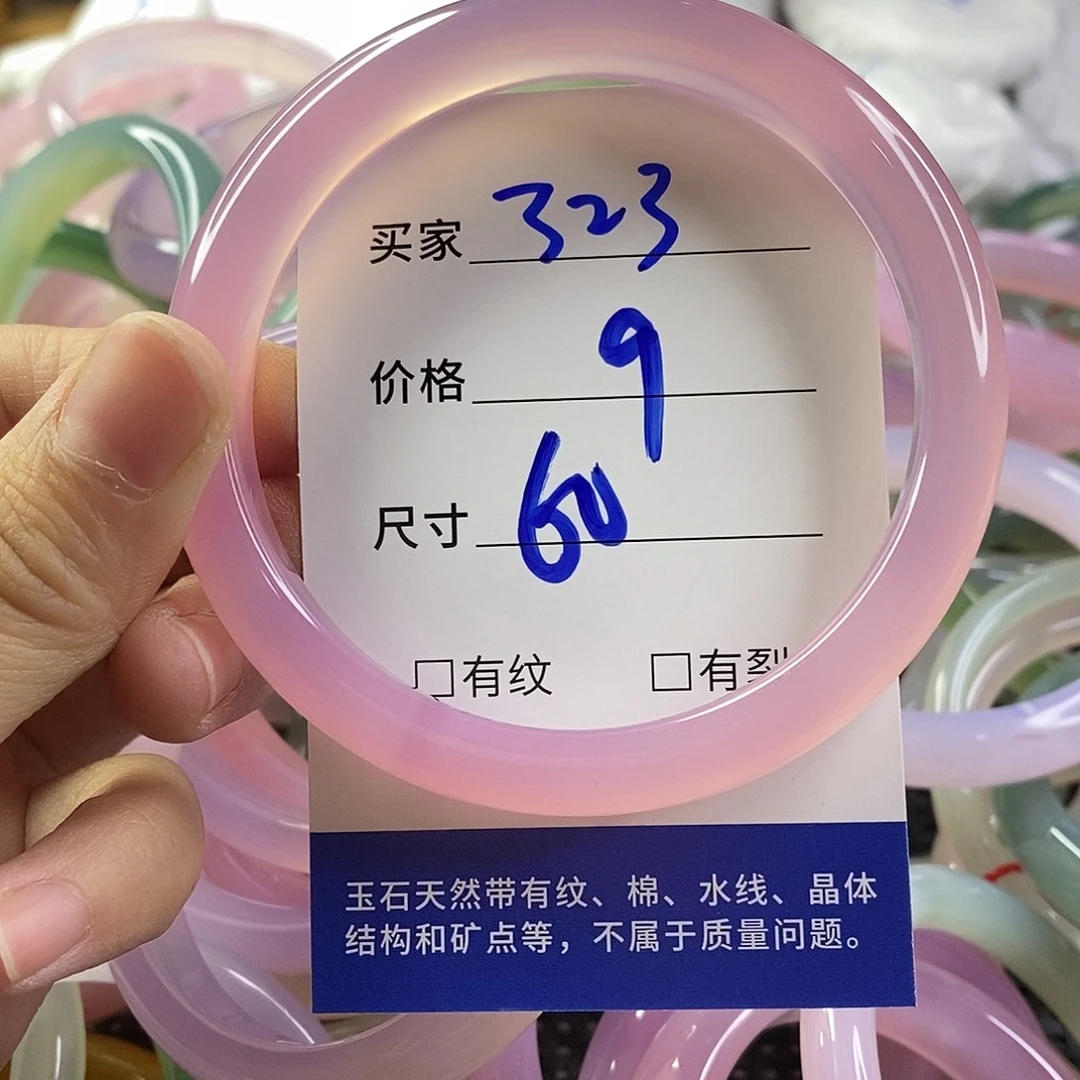 买家 323
价格 9
尺寸 60
□有纹 □有裂
玉石天然带有纹、棉、水线、晶体
结构和矿点等，不属于质量问题。